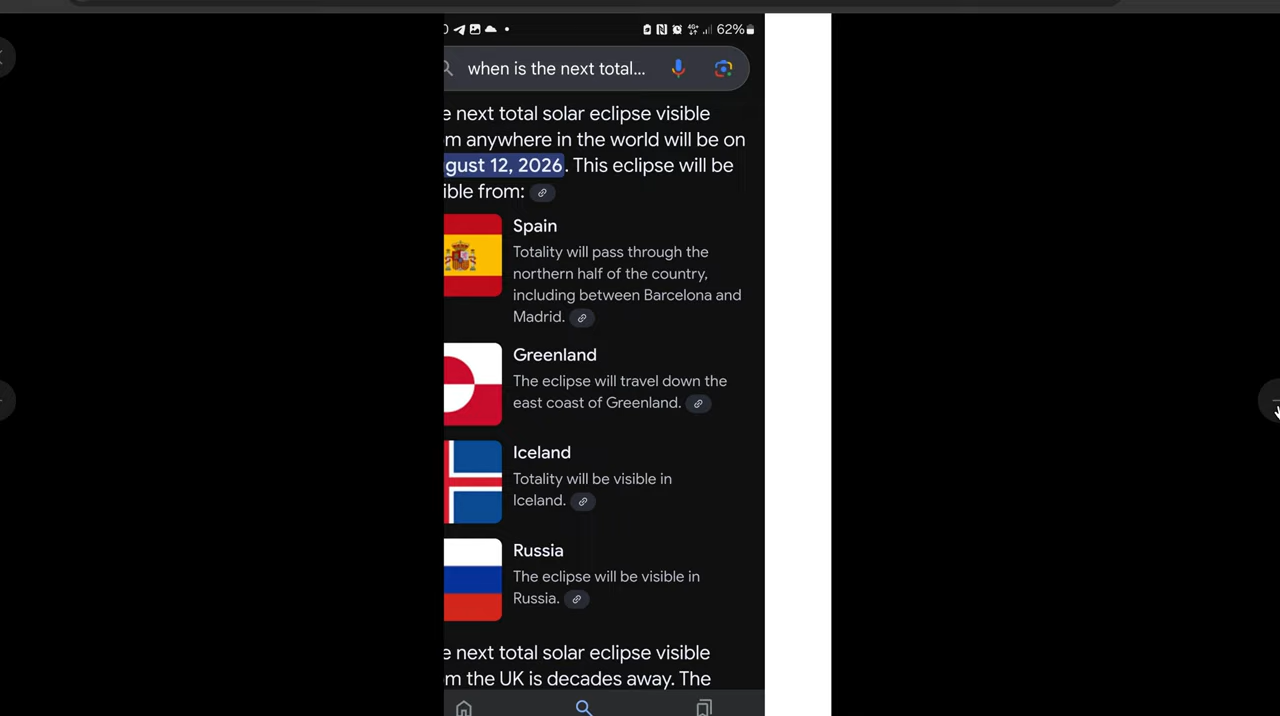 62%
when is the next total...
next total solar eclipse visible
anywhere in the world will be on
12, 2026. This eclipse will be
from:
Spain
Totality will pass through the
northern half of the country,
including between Barcelona and
Madrid.
Greenland
The eclipse will travel down the
east coast of Greenland.
Iceland
Totality will be visible in
Iceland.
Russia
The eclipse will be visible in
Russia.
next total solar eclipse visible
the UK is decades away. The